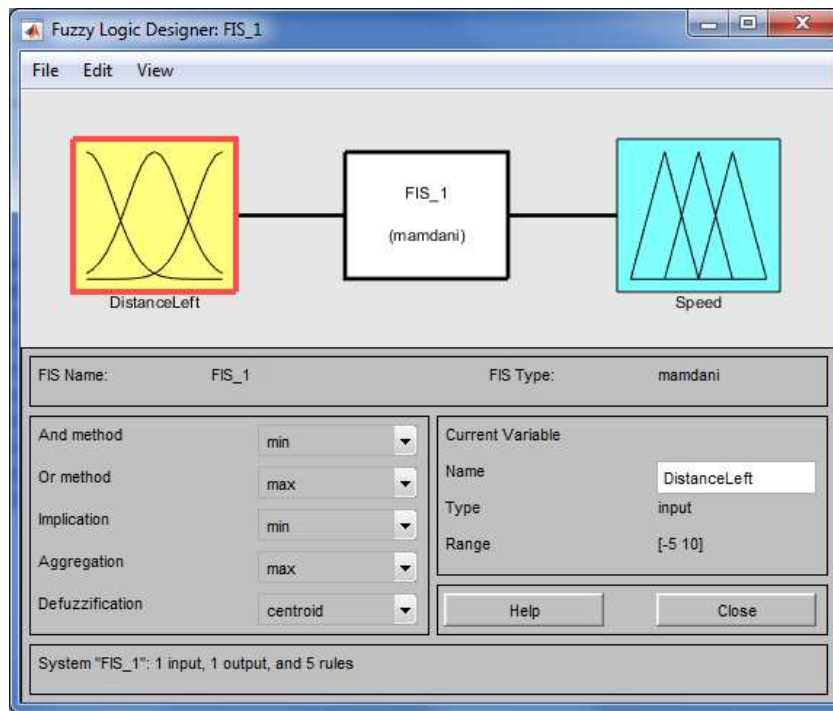 Fuzzy Logic Designer: FIS_1
File Edit View
FIS_1
(mamdani)
DistanceLeft
Speed
FIS Name: FIS_1 FIS Type: mamdani
And method min
Or method max
Implication min
Aggregation max
Defuzzification centroid
Current Variable
Name DistanceLeft
Type input
Range [-5 10]
Help Close
System "FIS_1": 1 input, 1 output, and 5 rules